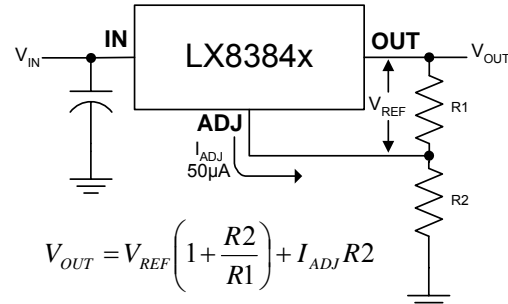 IN
LX8384x
OUT
V_IN
V_OUT
V_REF
R1
ADJ
I_ADJ
50µA
R2
V_OUT = V_REF(1 + R2/R1) + I_ADJ R2